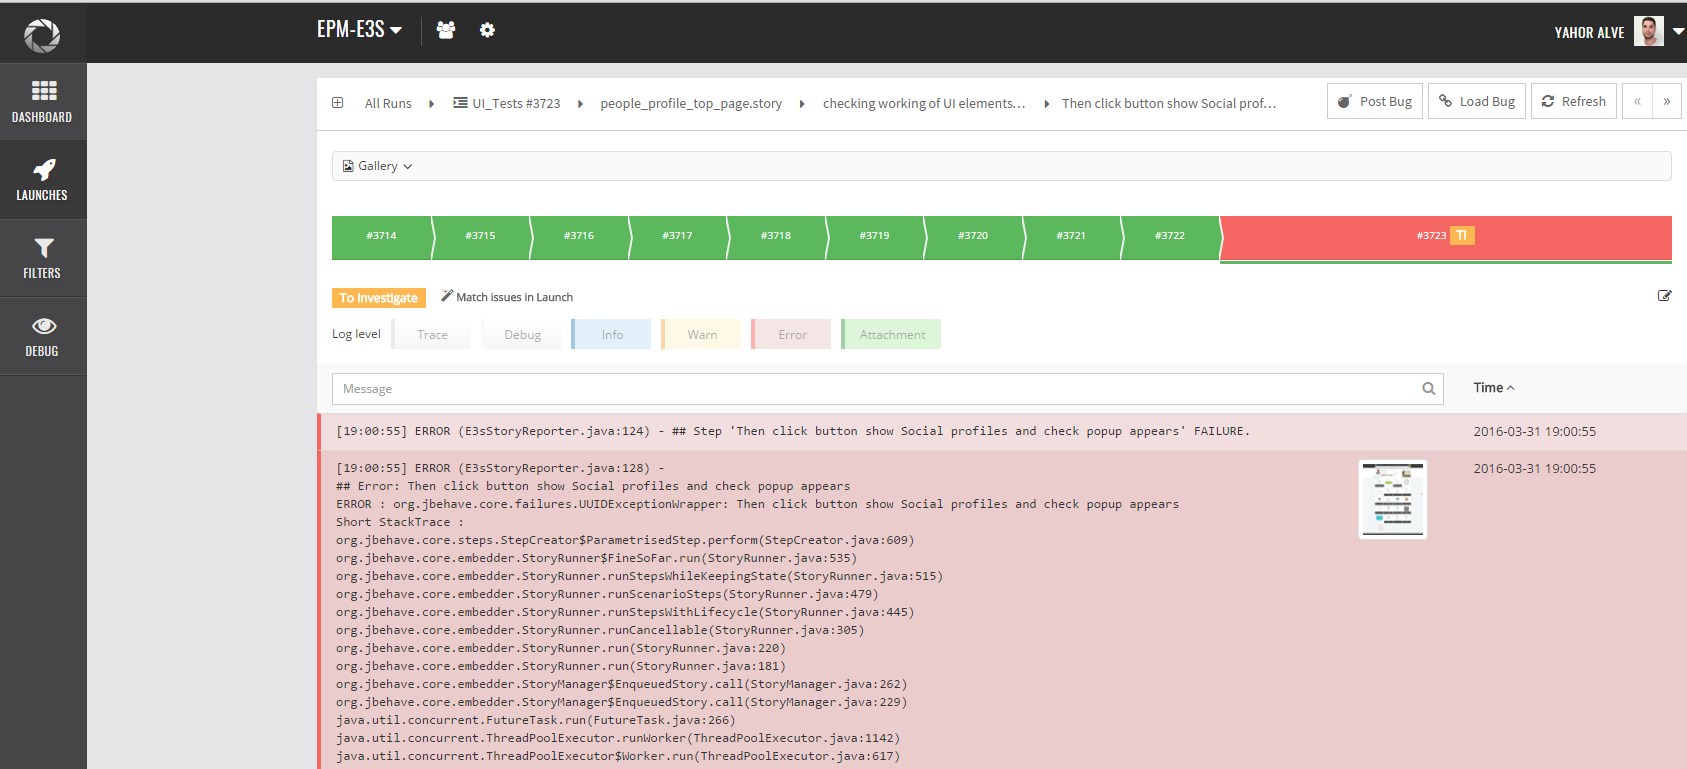 EPM-E3S
YAHOR ALVE
DASHBOARD
LAUNCHES
FILTERS
DEBUG
All Runs UI_Tests #3723 people_profile_top_page.story checking working of UI elements... Then click button show Social prof...
Post Bug Load Bug Refresh « »
Gallery
#3714 #3715 #3716 #3717 #3718 #3719 #3720 #3721 #3722 #3723 TI
To Investigate Match issues in Launch
Log level Trace Debug Info Warn Error Attachment
Message Time
[19:00:55] ERROR (E3sStoryReporter.java:124) - ## Step 'Then click button show Social profiles and check popup appears' FAILURE. 2016-03-31 19:00:55
[19:00:55] ERROR (E3sStoryReporter.java:128) - 2016-03-31 19:00:55
## Error: Then click button show Social profiles and check popup appears
ERROR : org.jbehave.core.failures.UUIDExceptionWrapper: Then click button show Social profiles and check popup appears
Short StackTrace :
org.jbehave.core.steps.StepCreator$ParametrisedStep.perform(StepCreator.java:609)
org.jbehave.core.embedder.StoryRunner$FineSoFar.run(StoryRunner.java:535)
org.jbehave.core.embedder.StoryRunner.runStepsWhileKeepingState(StoryRunner.java:515)
org.jbehave.core.embedder.StoryRunner.runScenarioSteps(StoryRunner.java:479)
org.jbehave.core.embedder.StoryRunner.runStepsWithLifecycle(StoryRunner.java:445)
org.jbehave.core.embedder.StoryRunner.runCancellable(StoryRunner.java:305)
org.jbehave.core.embedder.StoryRunner.run(StoryRunner.java:220)
org.jbehave.core.embedder.StoryRunner.run(StoryRunner.java:181)
org.jbehave.core.embedder.StoryManager$EnqueuedStory.call(StoryManager.java:262)
org.jbehave.core.embedder.StoryManager$EnqueuedStory.call(StoryManager.java:229)
java.util.concurrent.FutureTask.run(FutureTask.java:266)
java.util.concurrent.ThreadPoolExecutor.runWorker(ThreadPoolExecutor.java:1142)
java.util.concurrent.ThreadPoolExecutor$Worker.run(ThreadPoolExecutor.java:617)